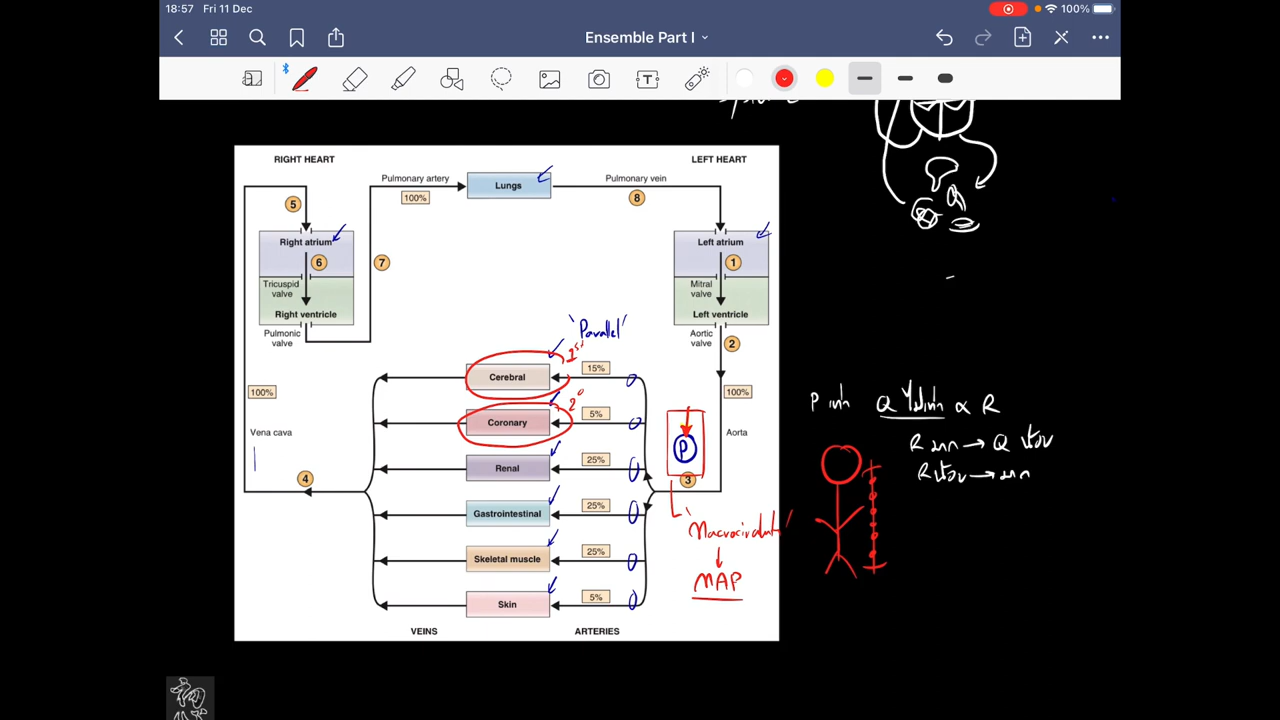 18:57 Fri 11 Dec
100%
Ensemble Part I
T
RIGHT HEART
LEFT HEART
Pulmonary artery
100%
Lungs
Pulmonary vein
8
5
Right atrium
6
7
Tricuspid
valve
Right ventricle
Pulmonic
valve
Left atrium
1
Mitral
valve
Left ventricle
Aortic
valve
2
100%
Aorta
'Parallel'
1st
Cerebral
15%
2°
Coronary
5%
P
3
Renal
25%
Gastrointestinal
25%
Skeletal muscle
25%
Skin
5%
100%
Vena cava
4
VEINS
ARTERIES
MAP